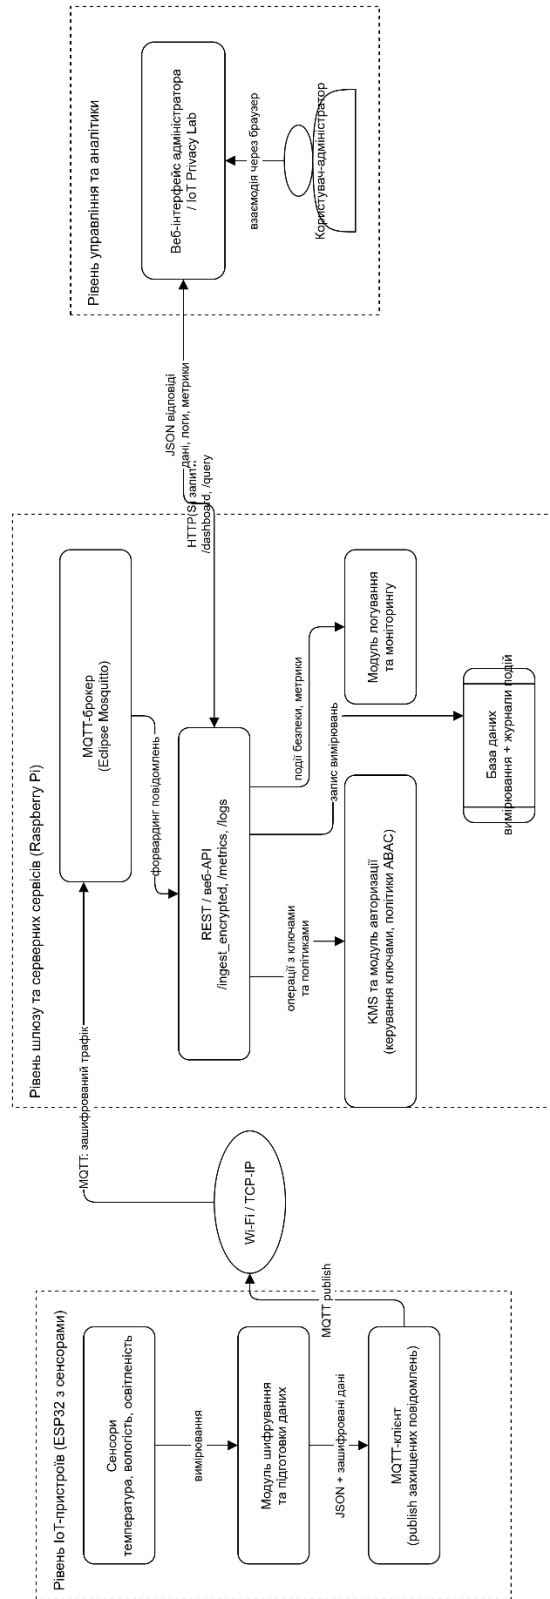 Рівень IoT-пристроїв (ESP32 з сенсорами)
Сенсори
температура, вологість, освітленість
вимірювання
Модуль шифрування
та підготовки даних
JSON + зашифровані дані
MQTT-клієнт
(publish захищених повідомлень)
MQTT publish
Wi-Fi / TCP-IP
MQTT: зашифрований трафік
Рівень шлюзу та серверних сервісів (Raspberry Pi)
MQTT-брокер
(Eclipse Mosquitto)
форвардинг повідомлень
REST / веб-API
/ingest_encrypted, /metrics, /logs
операції з ключами
та політиками
KMS та модуль авторизації
(керування ключами, політики ABAC)
запис вимірювань
події безпеки, метрики
Модуль логування
та моніторингу
База даних
вимірювання + журнали подій
HTTP(S) запити
/dashboard, /query
JSON відповіді
дані, логи, метрики
Рівень управління та аналітики
Веб-інтерфейс адміністратора
/ IoT Privacy Lab
взаємодія через браузер
Користувач-адміністратор